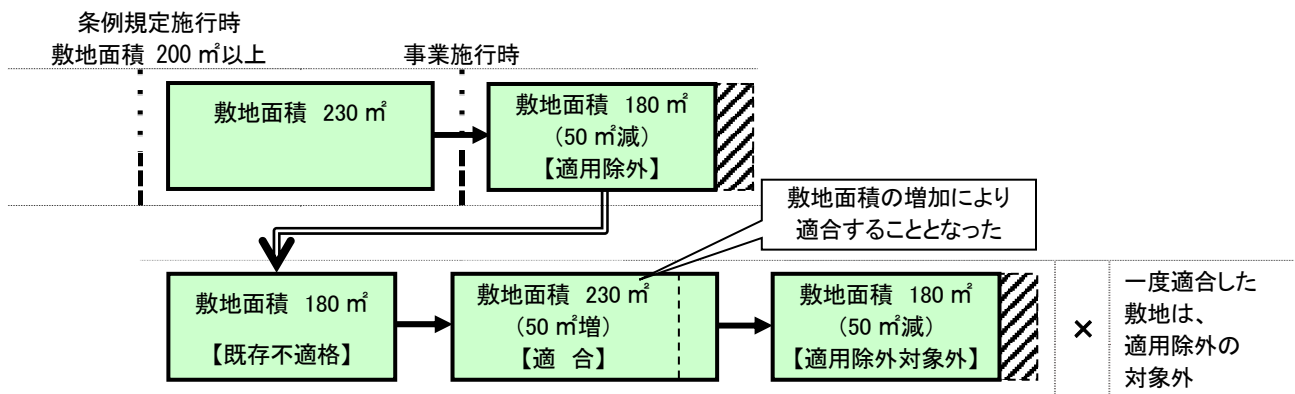 条例規定施行時
敷地面積 200 ㎡以上
事業施行時
敷地面積 230 ㎡
敷地面積 180 ㎡
（50 ㎡減）
【適用除外】
敷地面積の増加により
適合することとなった
敷地面積 180 ㎡
【既存不適格】
敷地面積 230 ㎡
（50 ㎡増）
【適 合】
敷地面積 180 ㎡
（50 ㎡減）
【適用除外対象外】
×
一度適合した
敷地は、
適用除外の
対象外